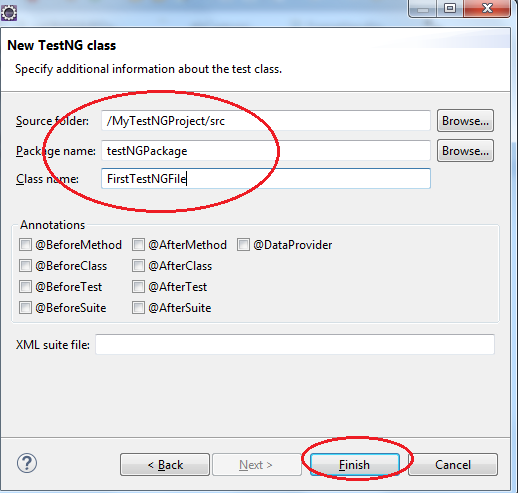 New TestNG class
Specify additional information about the test class.
Source folder: /MyTestNGProject/src Browse...
Package name: testNGPackage Browse...
Class name: FirstTestNGFile
Annotations
@BeforeMethod @AfterMethod @DataProvider
@BeforeClass @AfterClass
@BeforeTest @AfterTest
@BeforeSuite @AfterSuite
XML suite file:
? < Back Next > Finish Cancel